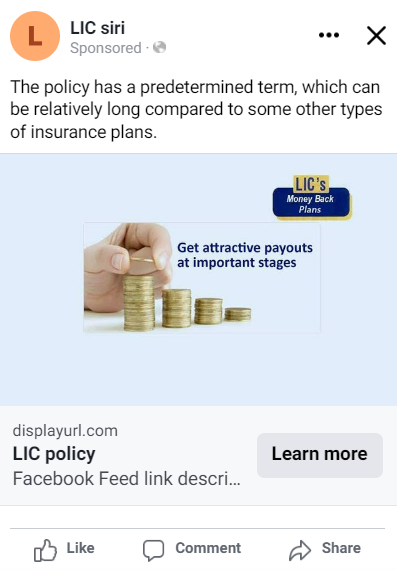 L
LIC siri
Sponsored ·
The policy has a predetermined term, which can
be relatively long compared to some other types
of insurance plans.
LIC's
Money Back
Plans
Get attractive payouts
at important stages
displayurl.com
LIC policy
Learn more
Facebook Feed link descri...
Like
Comment
Share